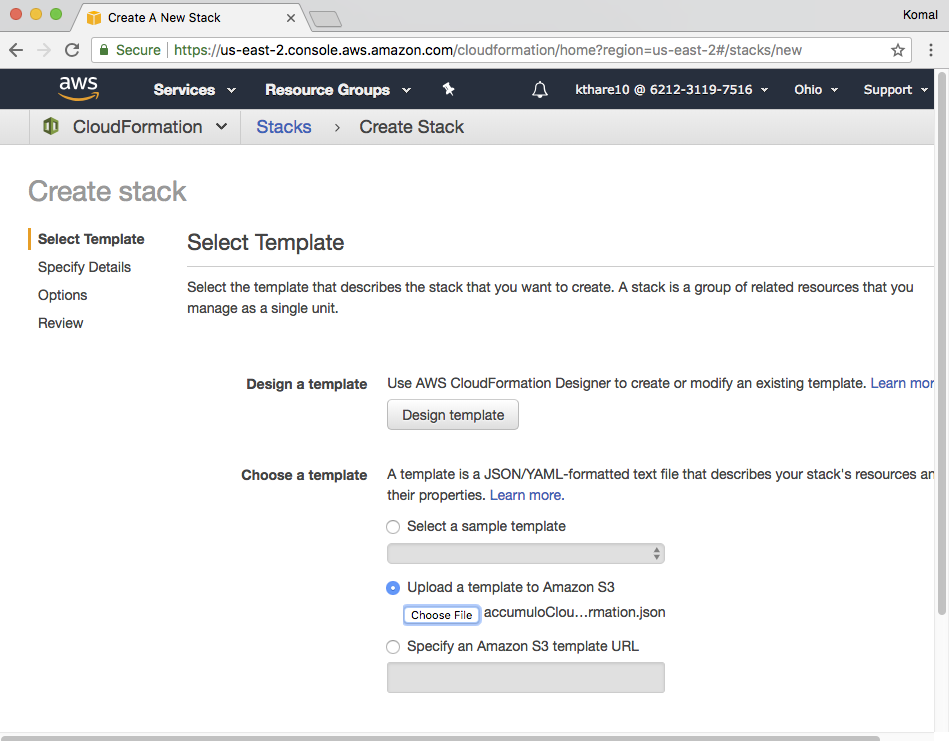 Create A New Stack
Komal
Secure
https://us-east-2.console.aws.amazon.com/cloudformation/home?region=us-east-2#/stacks/new
aws
Services
Resource Groups
kthare10 @ 6212-3119-7516
Ohio
Support
CloudFormation
Stacks
Create Stack
Create stack
Select Template
Specify Details
Options
Review
Select Template
Select the template that describes the stack that you want to create. A stack is a group of related resources that you
manage as a single unit.
Design a template
Use AWS CloudFormation Designer to create or modify an existing template. Learn mor
Design template
Choose a template
A template is a JSON/YAML-formatted text file that describes your stack's resources an
their properties. Learn more.
Select a sample template
Upload a template to Amazon S3
Choose File accumuloClou…rmation.json
Specify an Amazon S3 template URL